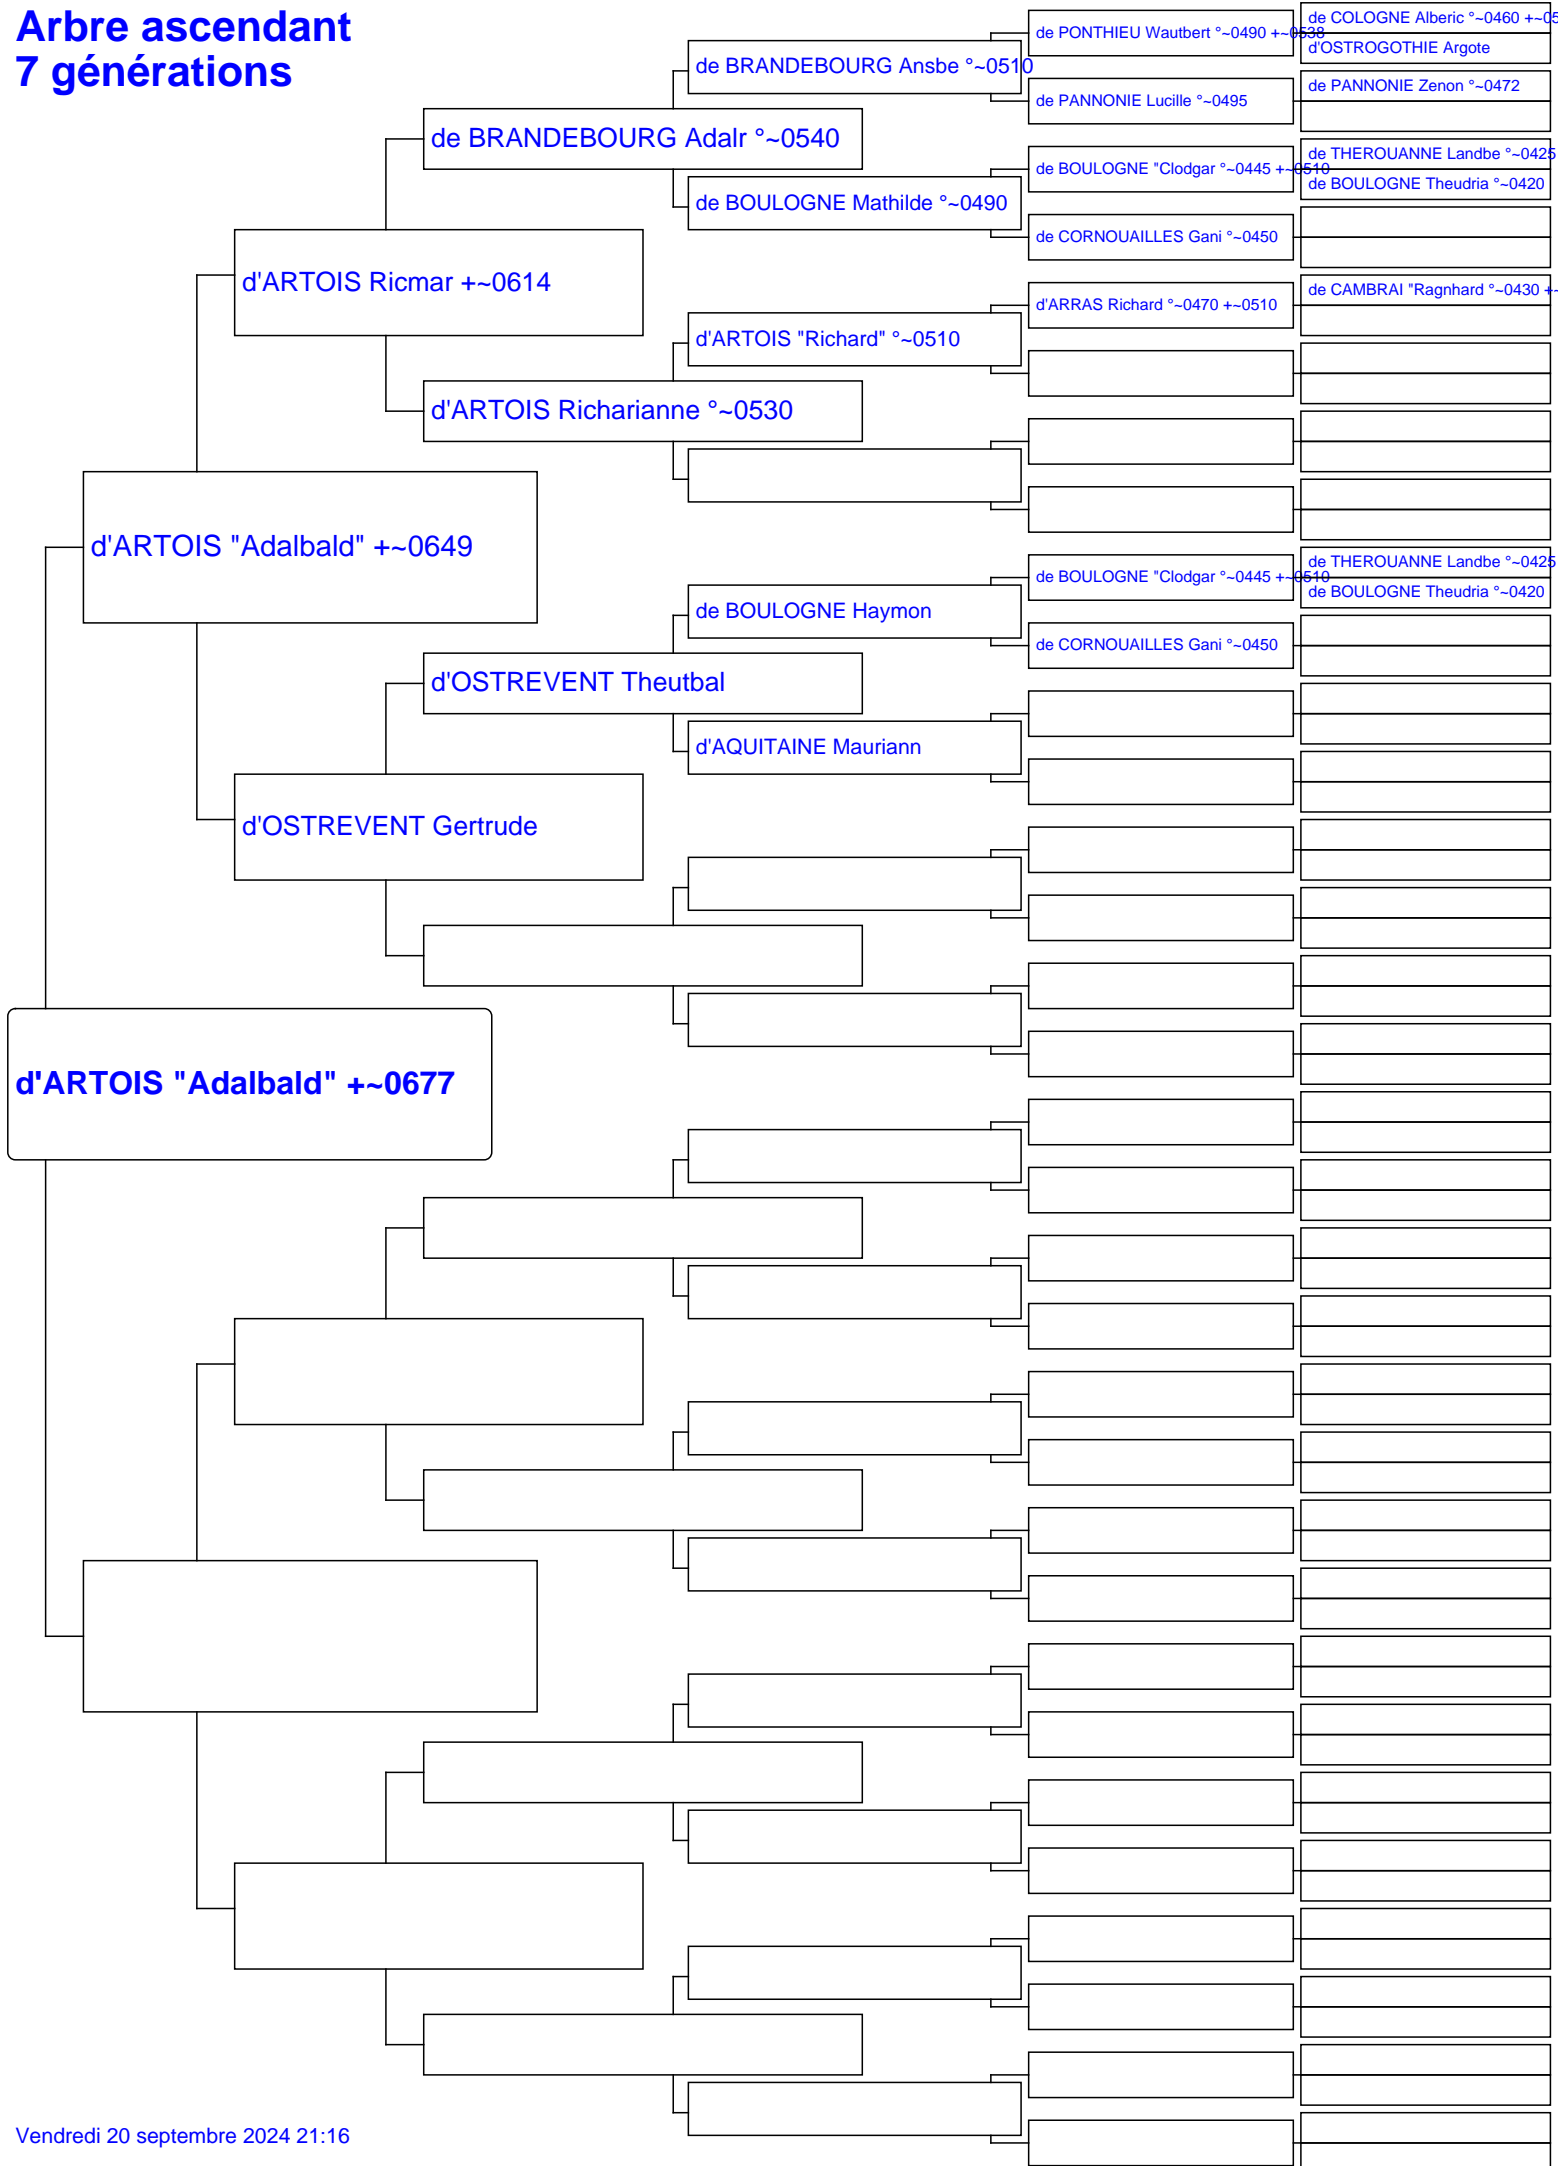 Arbre ascendant
7 générations
de COLOGNE Alberic °~0460 +~05
de PONTHIEU Wautbert °~0490 +~0538
d'OSTROGOTHIE Argote
de BRANDEBOURG Ansbe °~0510
de PANNONIE Zenon °~0472
de PANNONIE Lucille °~0495
de BRANDEBOURG Adalr °~0540
de THEROUANNE Landbe °~0425
de BOULOGNE "Clodgar °~0445 +~0510
de BOULOGNE Theudria °~0420
de BOULOGNE Mathilde °~0490
de CORNOUAILLES Gani °~0450
d'ARTOIS Ricmar +~0614
de CAMBRAI "Ragnhard °~0430 +~
d'ARRAS Richard °~0470 +~0510
d'ARTOIS "Richard" °~0510
d'ARTOIS Richarianne °~0530
d'ARTOIS "Adalbald" +~0649
de THEROUANNE Landbe °~0425
de BOULOGNE "Clodgar °~0445 +~0510
de BOULOGNE Theudria °~0420
de BOULOGNE Haymon
de CORNOUAILLES Gani °~0450
d'OSTREVENT Theutbal
d'AQUITAINE Mauriann
d'OSTREVENT Gertrude
d'ARTOIS "Adalbald" +~0677
Vendredi 20 septembre 2024 21:16